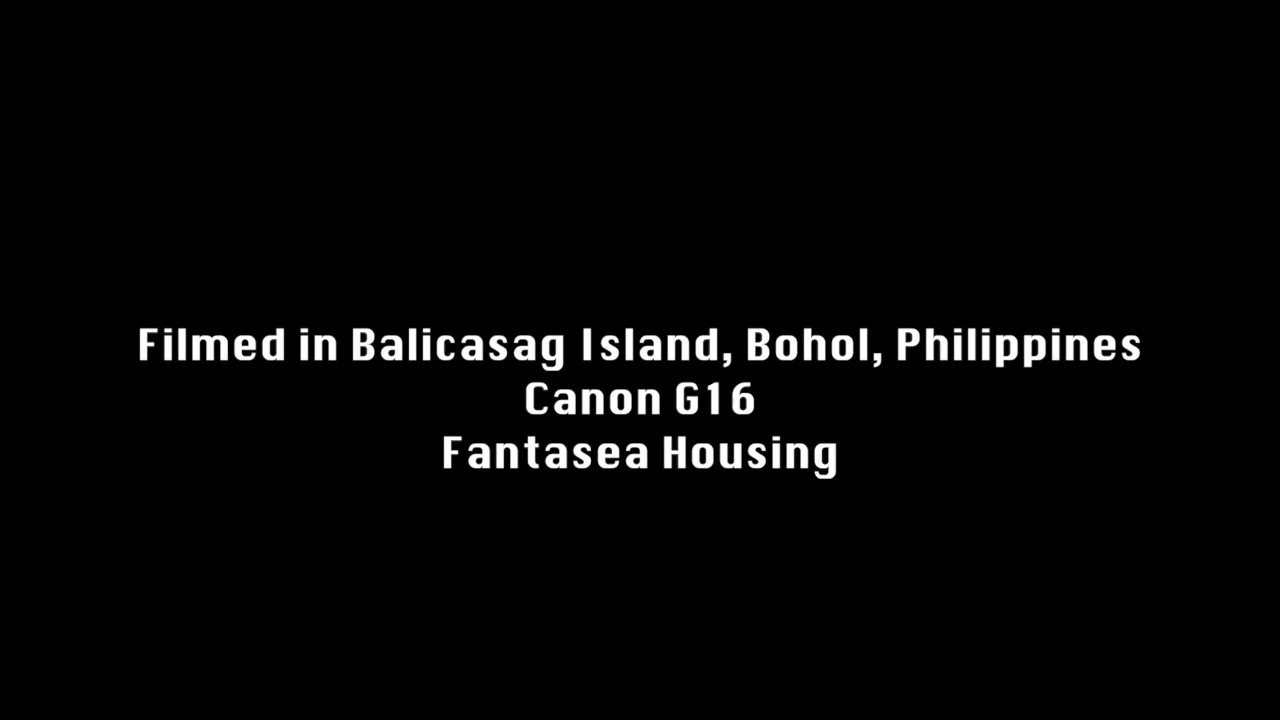 Filmed in Balicasag Island, Bohol, Philippines
Canon G16
Fantasea Housing